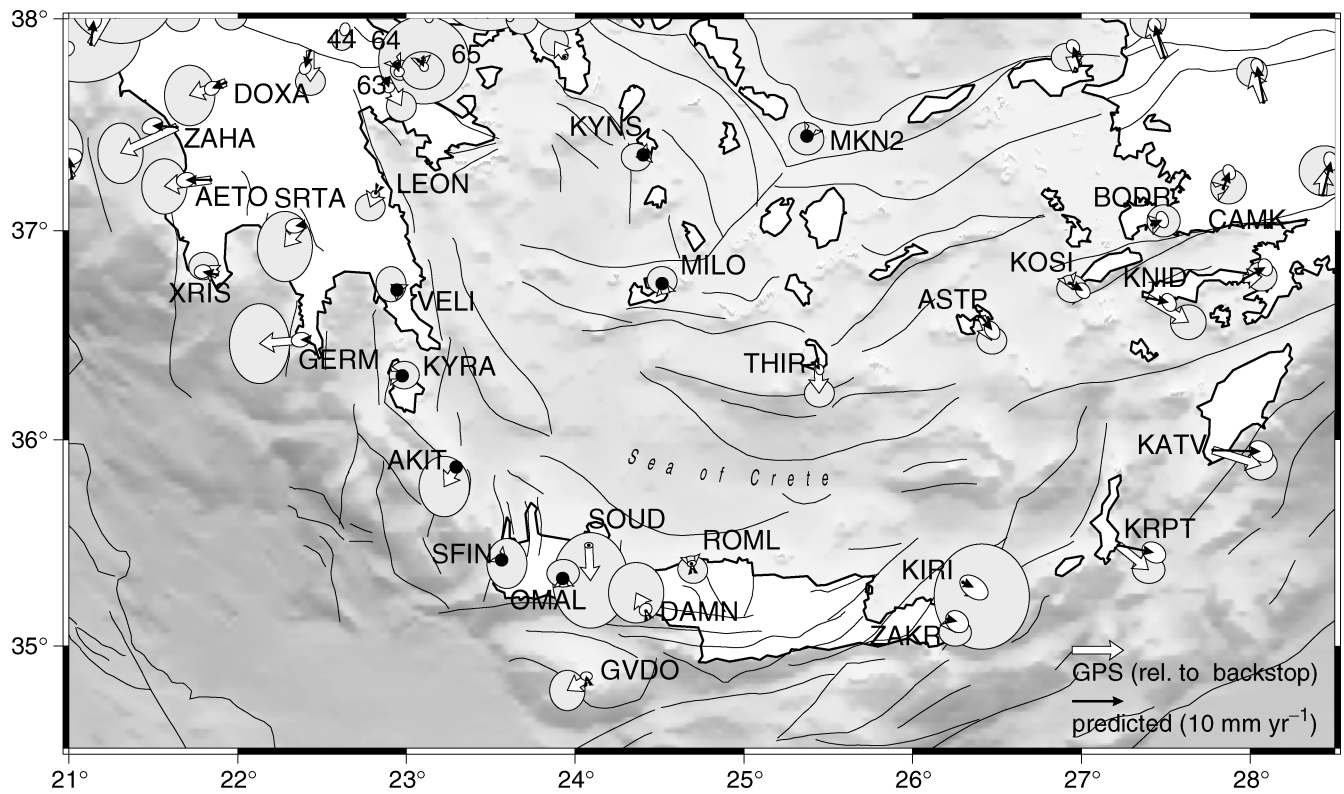 38°
44
64
65
63
DOXA
KYNS
MKN2
ZAHA
AETO
SRTA
LEON
BODR
CAMK
37°
MILO
KOSI
KNID
XRIS
VELI
ASTP
GERM
KYRA
THIR
36°
AKIT
Sea of Crete
KATV
SOUD
ROML
KRPT
SFIN
KIRI
OMAL
DAMN
ZAKR
35°
GVDO
GPS (rel. to backstop)
predicted (10 mm yr⁻¹)
21°
22°
23°
24°
25°
26°
27°
28°